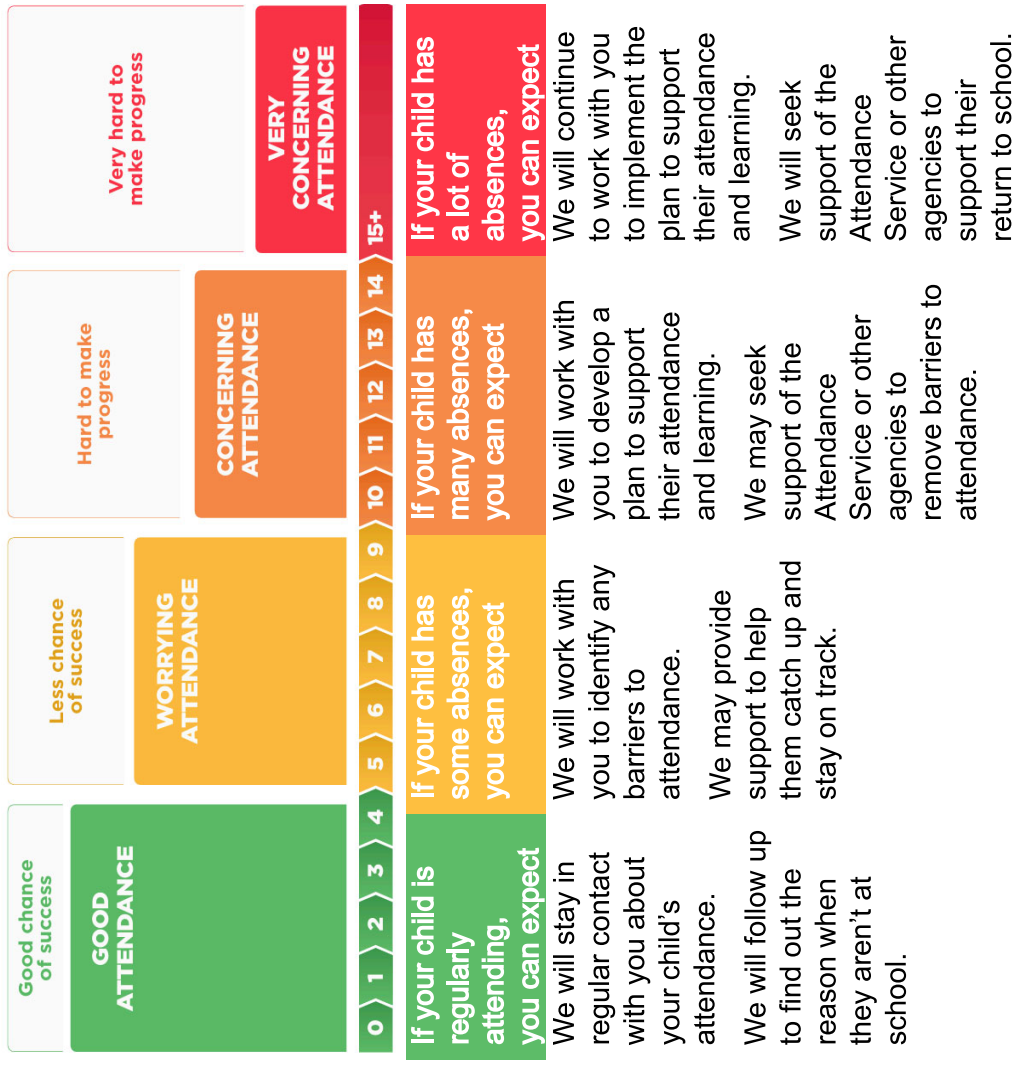 Good chance
of success
GOOD
ATTENDANCE
Less chance
of success
WORRYING
ATTENDANCE
Hard to make
progress
CONCERNING
ATTENDANCE
Very hard to
make progress
VERY
CONCERNING
ATTENDANCE
0 1 2 3 4 5 6 7 8 9 10 11 12 13 14 15+
If your child is
regularly
attending,
you can expect
We will stay in
regular contact
with you about
your child's
attendance.
We will follow up
to find out the
reason when
they aren't at
school.
If your child has
some absences,
you can expect
We will work with
you to identify any
barriers to
attendance.
We may provide
support to help
them catch up and
stay on track.
If your child has
many absences,
you can expect
We will work with
you to develop a
plan to support
their attendance
and learning.
We may seek
support of the
Attendance
Service or other
agencies to
remove barriers to
attendance.
If your child has
a lot of
absences,
you can expect
We will continue
to work with you
to implement the
plan to support
their attendance
and learning.
We will seek
support of the
Attendance
Service or other
agencies to
support their
return to school.